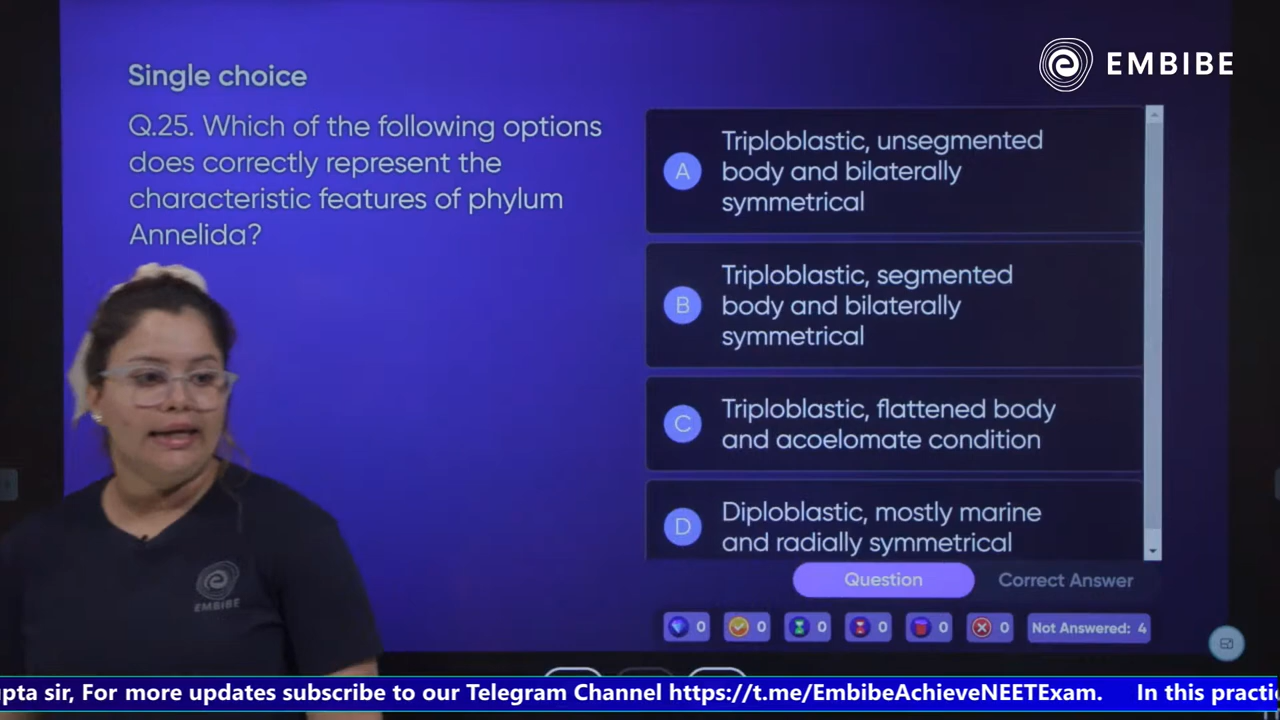 EMBIBE
Single choice
Q.25. Which of the following options
does correctly represent the
characteristic features of phylum
Annelida?
A
Triploblastic, unsegmented
body and bilaterally
symmetrical
B
Triploblastic, segmented
body and bilaterally
symmetrical
C
Triploblastic, flattened body
and acoelomate condition
D
Diploblastic, mostly marine
and radially symmetrical
Question
Correct Answer
0 0 0 0 0 0 Not Answered: 4
EMBIBE
sir, For more updates subscribe to our Telegram Channel https://t.me/EmbibeAchieveNEETExam. In this